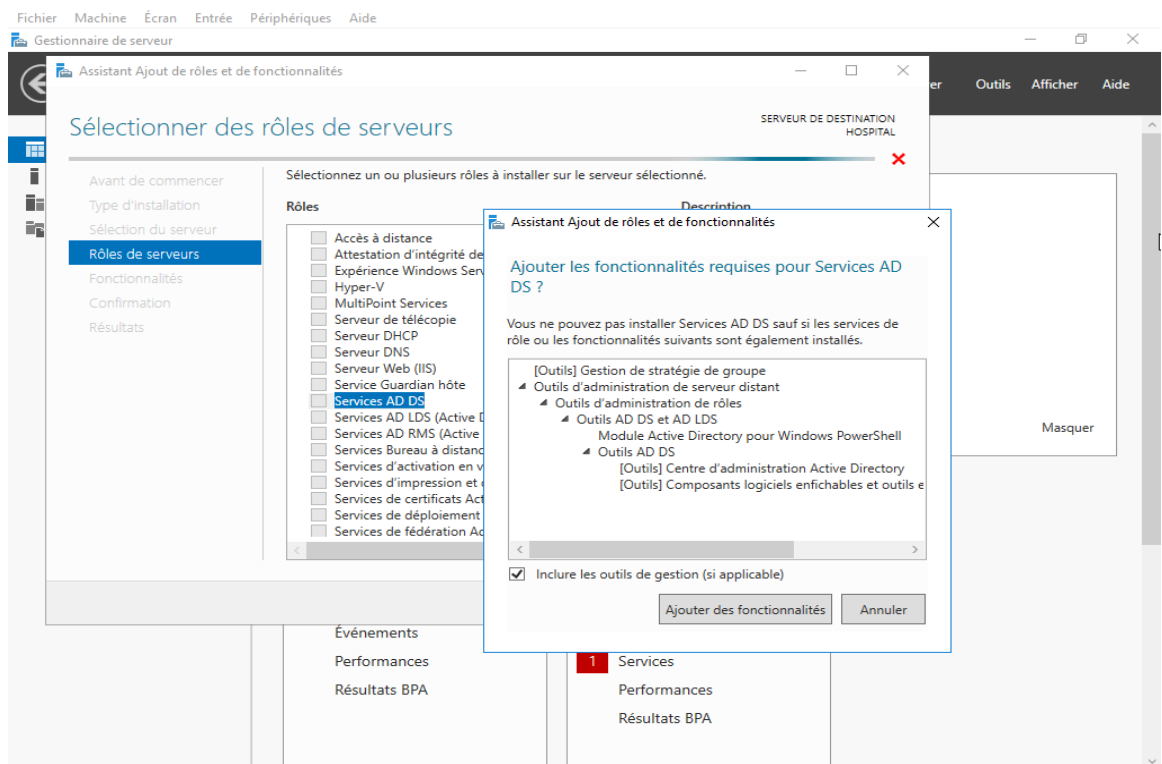 Fichier Machine Écran Entrée Périphériques Aide
Gestionnaire de serveur
Assistant Ajout de rôles et de fonctionnalités
Outils Afficher Aide
Sélectionner des rôles de serveurs
SERVEUR DE DESTINATION
HOSPITAL
Avant de commencer
Type d'installation
Sélection du serveur
Rôles de serveurs
Fonctionnalités
Confirmation
Résultats
Sélectionnez un ou plusieurs rôles à installer sur le serveur sélectionné.
Rôles
Description
Accès à distance
Attestation d'intégrité de
Expérience Windows Serv
Hyper-V
MultiPoint Services
Serveur de télécopie
Serveur DHCP
Serveur DNS
Serveur Web (IIS)
Service Guardian hôte
Services AD DS
Services AD LDS (Active D
Services AD RMS (Active
Services Bureau à distanc
Services d'activation en v
Services d'impression et d
Services de certificats Act
Services de déploiement
Services de fédération Ac
Assistant Ajout de rôles et de fonctionnalités
Ajouter les fonctionnalités requises pour Services AD
DS ?
Vous ne pouvez pas installer Services AD DS sauf si les services de
rôle ou les fonctionnalités suivants sont également installés.
[Outils] Gestion de stratégie de groupe
Outils d'administration de serveur distant
Outils d'administration de rôles
Outils AD DS et AD LDS
Module Active Directory pour Windows PowerShell
Outils AD DS
[Outils] Centre d'administration Active Directory
[Outils] Composants logiciels enfichables et outils e
Inclure les outils de gestion (si applicable)
Ajouter des fonctionnalités Annuler
Masquer
Événements
Performances
Résultats BPA
1 Services
Performances
Résultats BPA